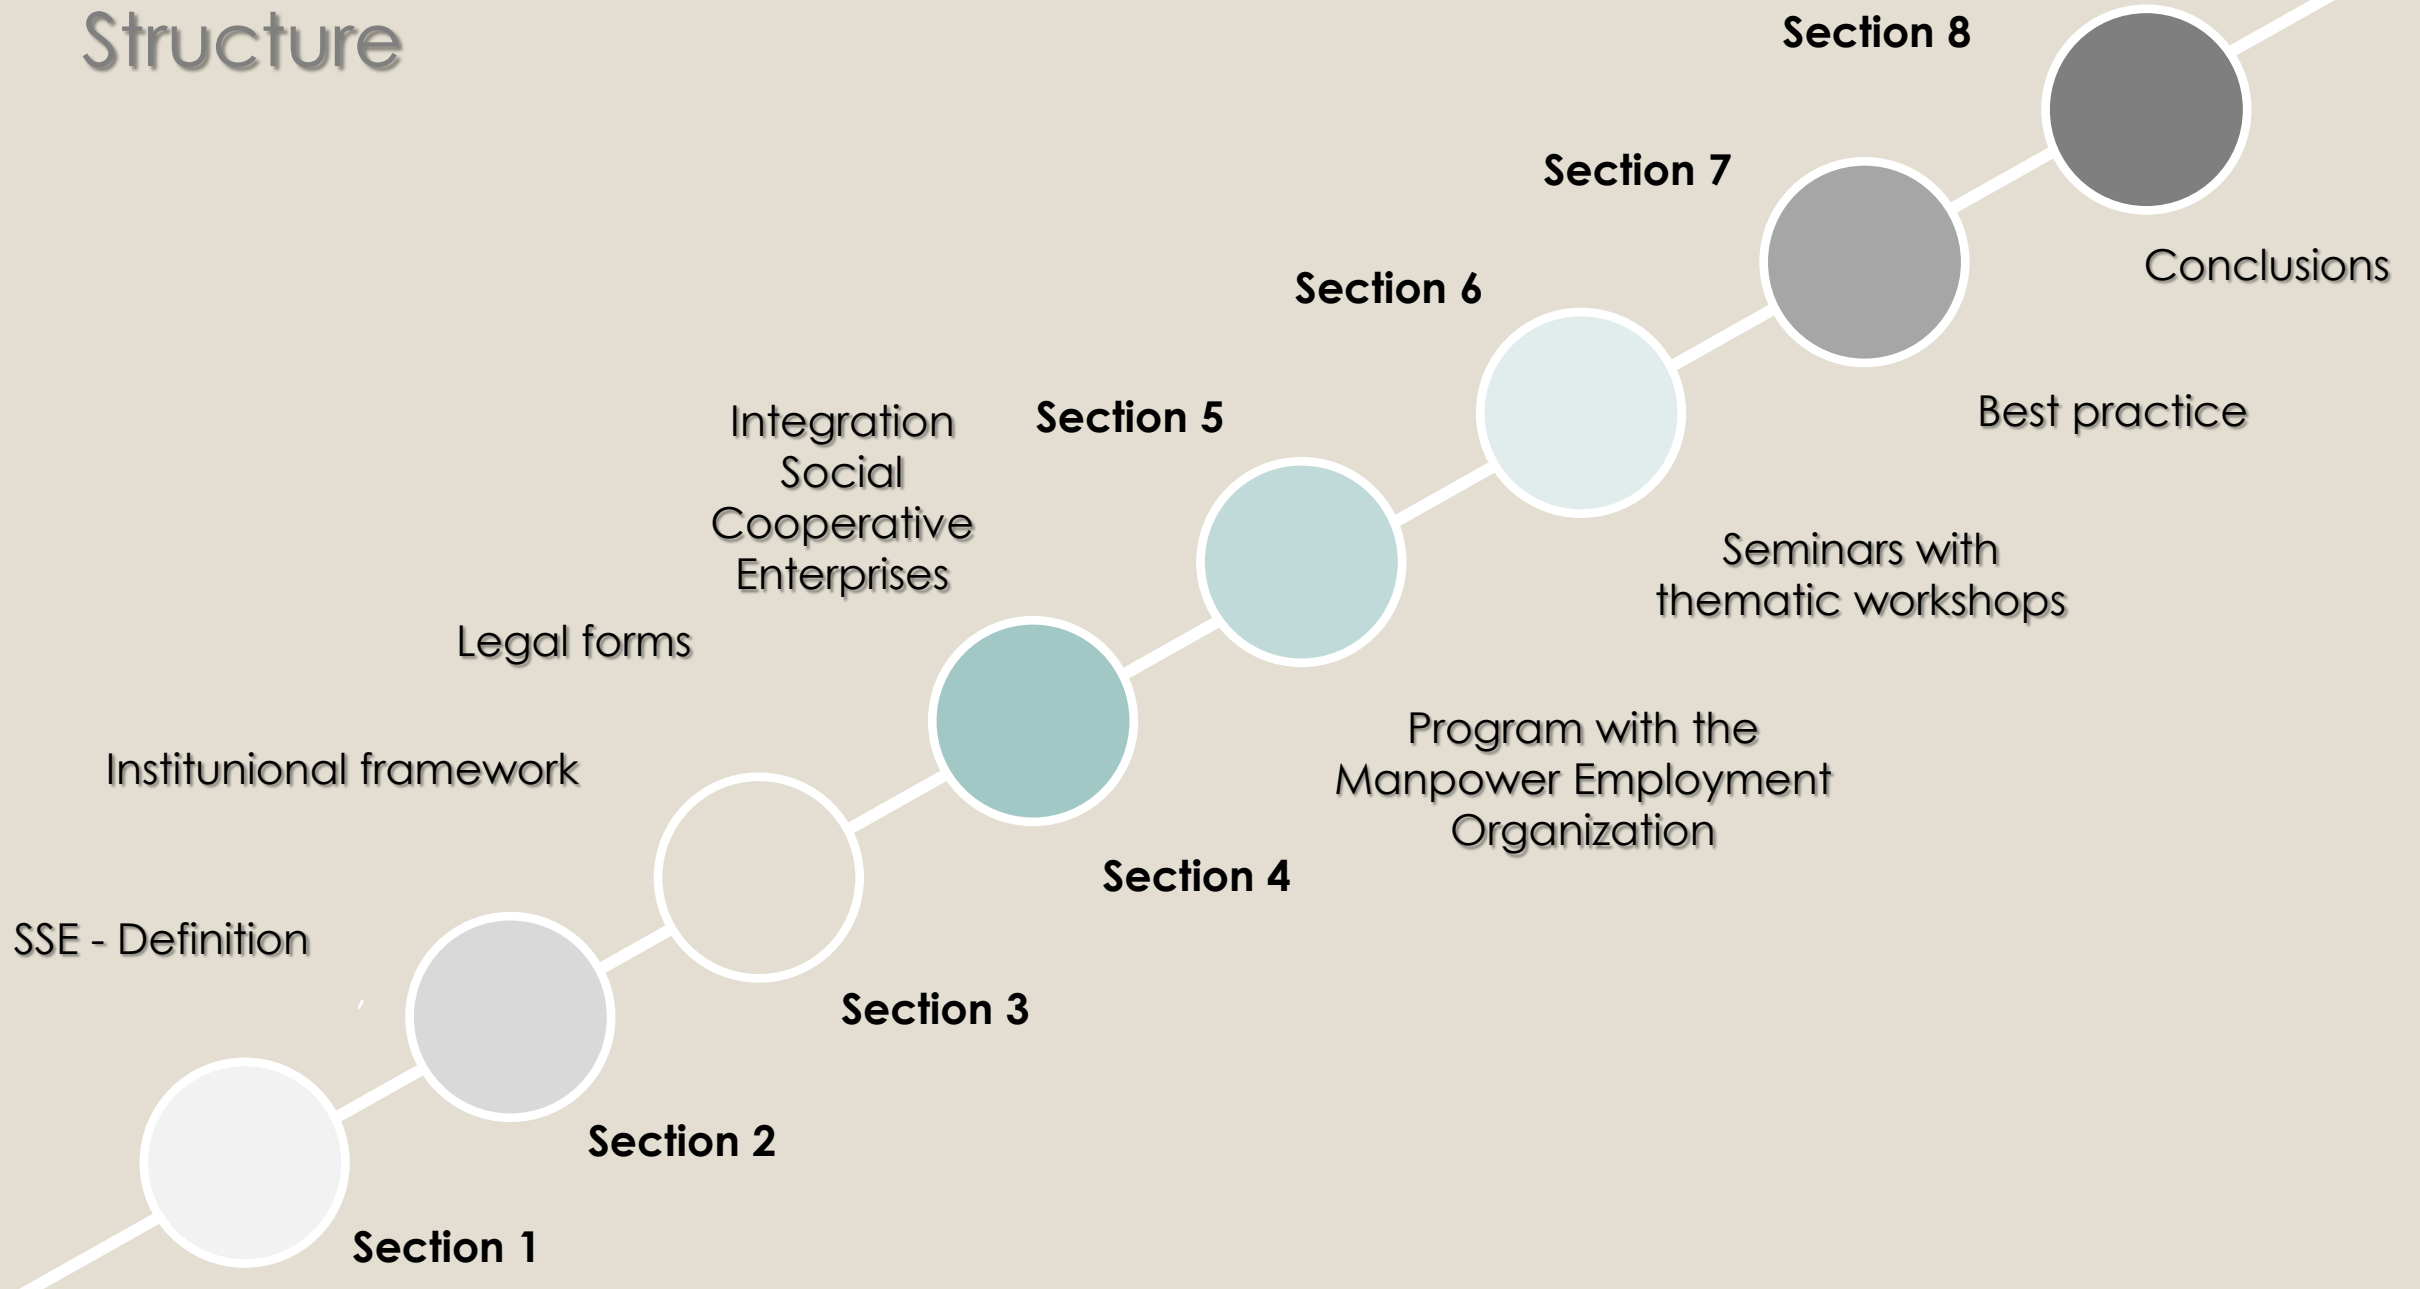 Structure
Section 1
SSE - Definition
Section 2
Institunional framework
Section 3
Legal forms
Section 4
Integration
Social
Cooperative
Enterprises
Section 5
Program with the
Manpower Employment
Organization
Section 6
Seminars with
thematic workshops
Section 7
Best practice
Section 8
Conclusions